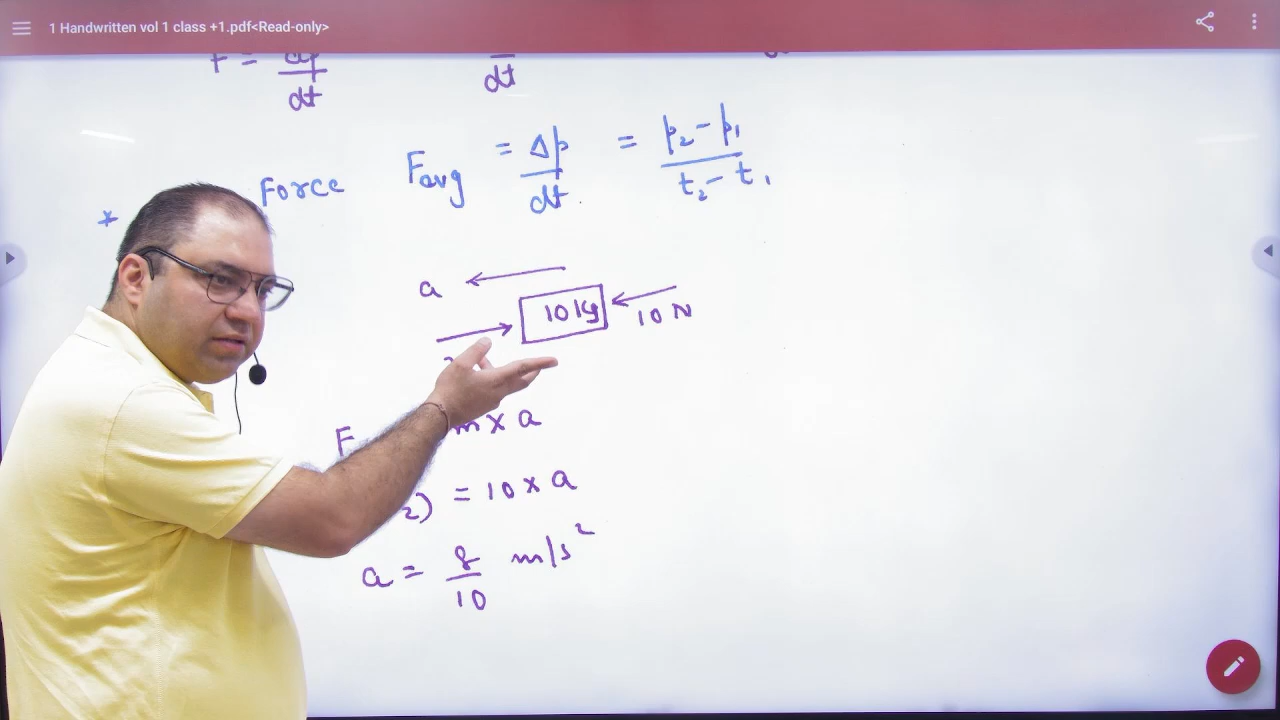 1 Handwritten vol 1 class +1.pdf<Read-only>
dt dt
* Force Favg = Δp/dt = p₂-p₁/t₂-t₁
a
10 Kg 10 N
F m x a
2) = 10 x a
a = 8/10 m/s²